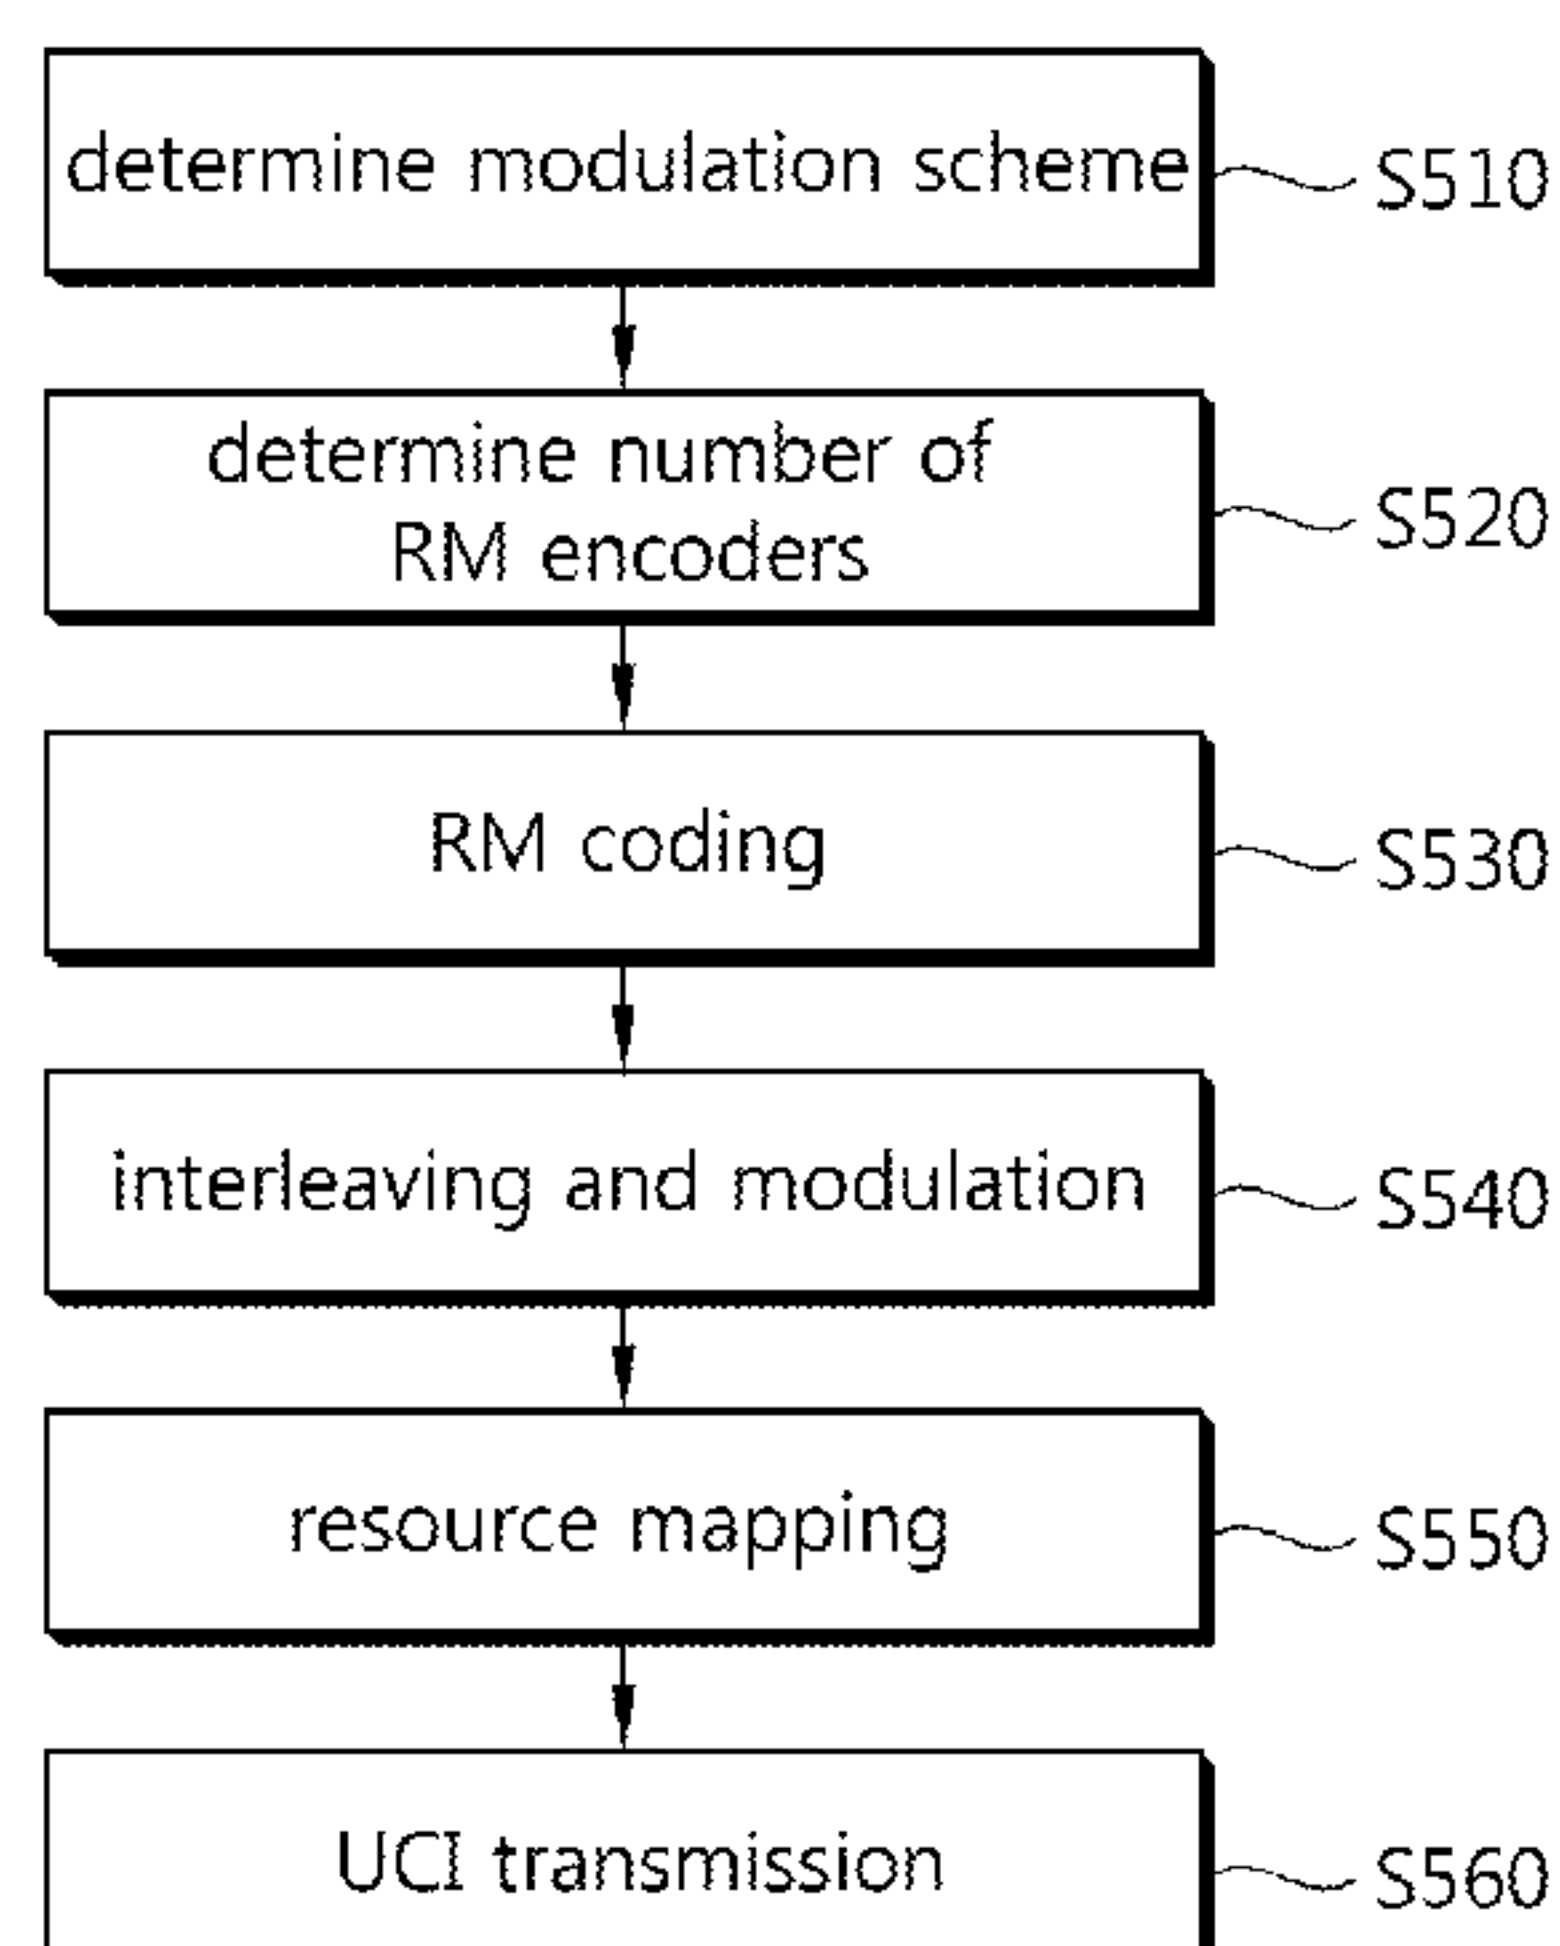 determine modulation scheme
S510
determine number of
RM encoders
S520
RM coding
S530
interleaving and modulation
S540
resource mapping
S550
UCI transmission
S560